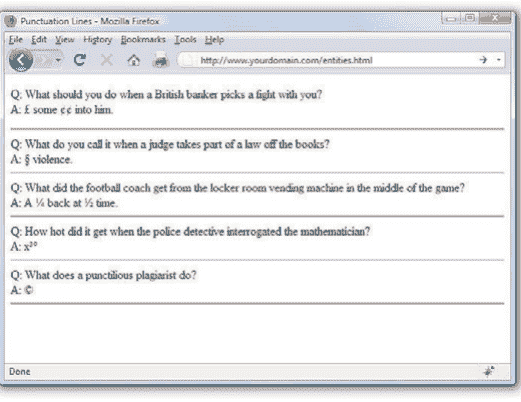 Punctuation Lines - Mozilla Firefox
File Edit View History Bookmarks Tools Help
http://www.yourdomain.com/entities.html
Q: What should you do when a British banker picks a fight with you?
A: £ some ¢¢ into him.
Q: What do you call it when a judge takes part of a law off the books?
A: § violence.
Q: What did the football coach get from the locker room vending machine in the middle of the game?
A: A ¼ back at ½ time.
Q: How hot did it get when the police detective interrogated the mathematician?
A:
Q: What does a punctilious plagiarist do?
A: ©
Done